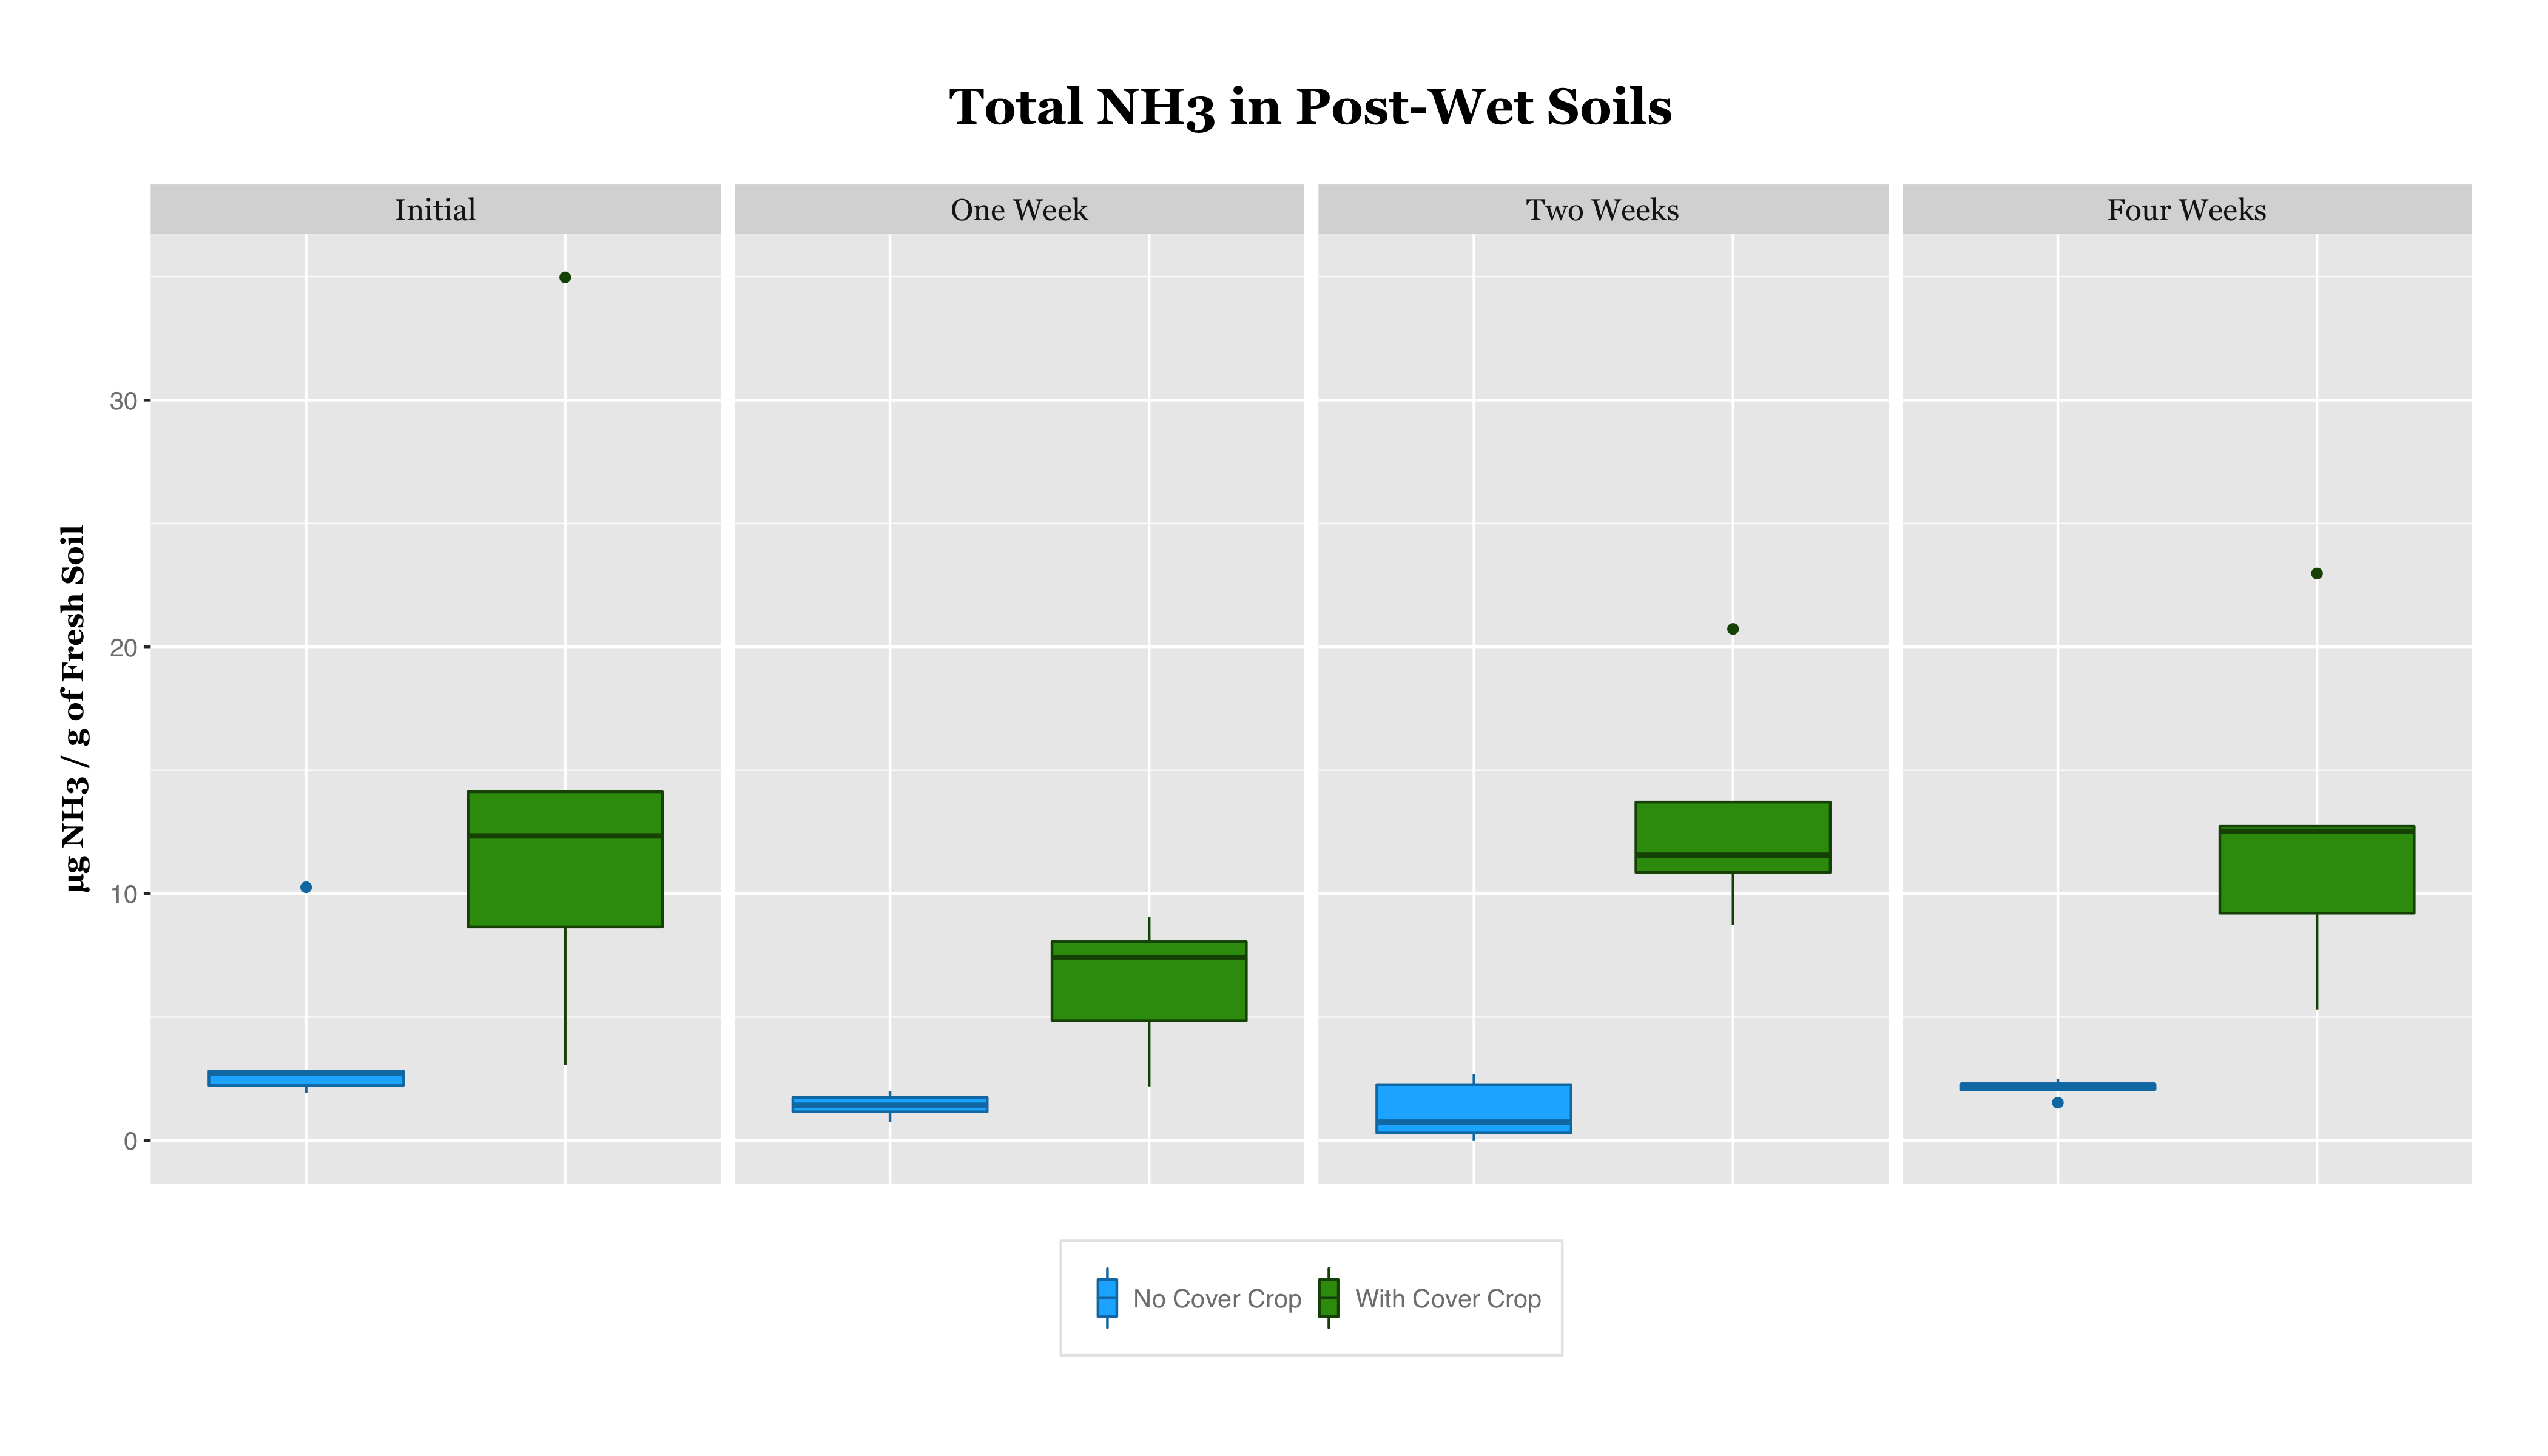 Total NH3 in Post-Wet Soils
Initial
One Week
Two Weeks
Four Weeks
µg NH3 / g of Fresh Soil
30
20
10
0
No Cover Crop
With Cover Crop